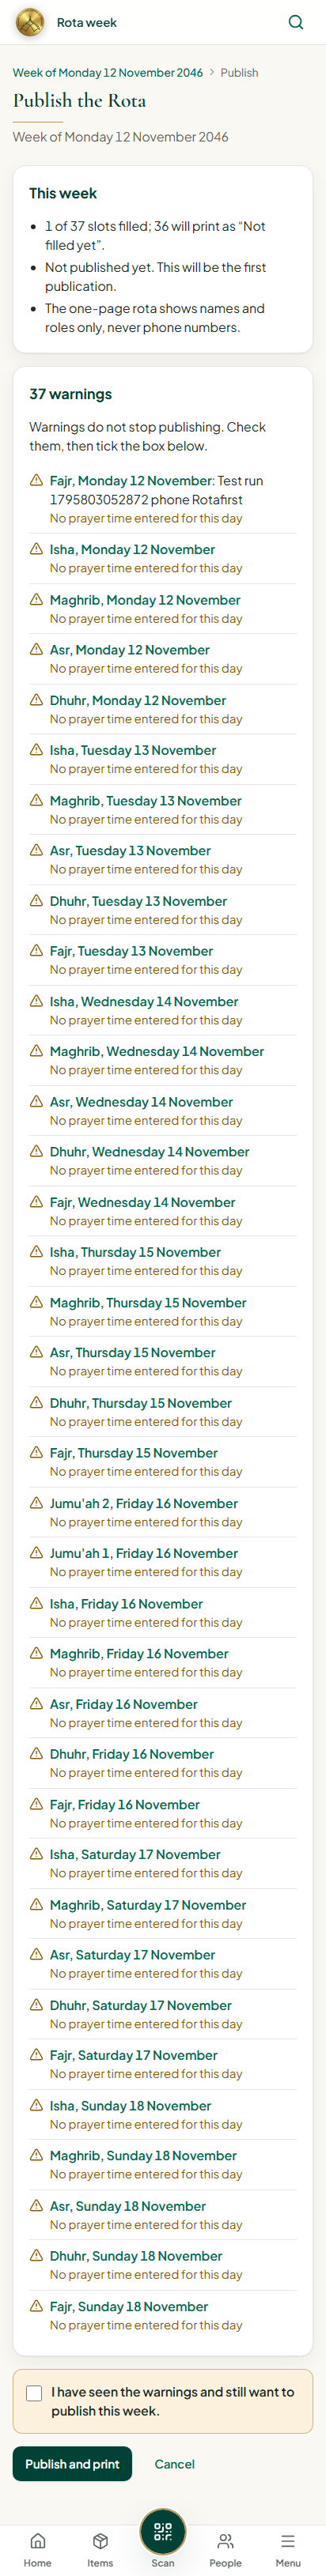 Rota week
Week of Monday 12 November 2046 > Publish
Publish the Rota
Week of Monday 12 November 2046
This week
• 1 of 37 slots filled; 36 will print as “Not
filled yet”.
• Not published yet. This will be the first
publication.
• The one-page rota shows names and
roles only, never phone numbers.
37 warnings
Warnings do not stop publishing. Check
them, then tick the box below.
Fajr, Monday 12 November: Test run
1795803052872 phone Rotafirst
No prayer time entered for this day
Isha, Monday 12 November
No prayer time entered for this day
Maghrib, Monday 12 November
No prayer time entered for this day
Asr, Monday 12 November
No prayer time entered for this day
Dhuhr, Monday 12 November
No prayer time entered for this day
Isha, Tuesday 13 November
No prayer time entered for this day
Maghrib, Tuesday 13 November
No prayer time entered for this day
Asr, Tuesday 13 November
No prayer time entered for this day
Dhuhr, Tuesday 13 November
No prayer time entered for this day
Fajr, Tuesday 13 November
No prayer time entered for this day
Isha, Wednesday 14 November
No prayer time entered for this day
Maghrib, Wednesday 14 November
No prayer time entered for this day
Asr, Wednesday 14 November
No prayer time entered for this day
Dhuhr, Wednesday 14 November
No prayer time entered for this day
Fajr, Wednesday 14 November
No prayer time entered for this day
Isha, Thursday 15 November
No prayer time entered for this day
Maghrib, Thursday 15 November
No prayer time entered for this day
Asr, Thursday 15 November
No prayer time entered for this day
Dhuhr, Thursday 15 November
No prayer time entered for this day
Fajr, Thursday 15 November
No prayer time entered for this day
Jumu'ah 2, Friday 16 November
No prayer time entered for this day
Jumu'ah 1, Friday 16 November
No prayer time entered for this day
Isha, Friday 16 November
No prayer time entered for this day
Maghrib, Friday 16 November
No prayer time entered for this day
Asr, Friday 16 November
No prayer time entered for this day
Dhuhr, Friday 16 November
No prayer time entered for this day
Fajr, Friday 16 November
No prayer time entered for this day
Isha, Saturday 17 November
No prayer time entered for this day
Maghrib, Saturday 17 November
No prayer time entered for this day
Asr, Saturday 17 November
No prayer time entered for this day
Dhuhr, Saturday 17 November
No prayer time entered for this day
Fajr, Saturday 17 November
No prayer time entered for this day
Isha, Sunday 18 November
No prayer time entered for this day
Maghrib, Sunday 18 November
No prayer time entered for this day
Asr, Sunday 18 November
No prayer time entered for this day
Dhuhr, Sunday 18 November
No prayer time entered for this day
Fajr, Sunday 18 November
No prayer time entered for this day
I have seen the warnings and still want to
publish this week.
Publish and print Cancel
Home Items Scan People Menu